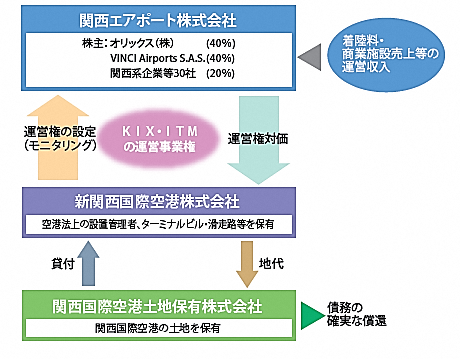 関西エアポート株式会社
株主：オリックス（株） (40%)
VINCI Airports S.A.S.(40%)
関西系企業等30社 (20%)
着陸料・
商業施設売上等の
運営収入
運営権の設定
（モニタリング）
ＫＩＸ・ＩＴＭ
の運営事業権
運営権対価
新関西国際空港株式会社
空港法上の設置管理者、ターミナルビル・滑走路等を保有
貸付
地代
関西国際空港土地保有株式会社
関西国際空港の土地を保有
債務の
確実な償還